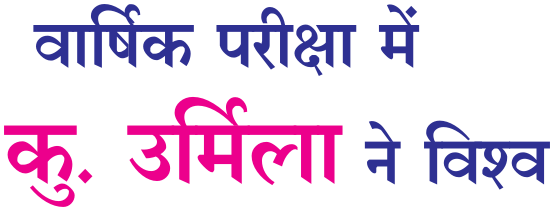 वार्षिक परीक्षा में
कु. उर्मिला ने विश्व